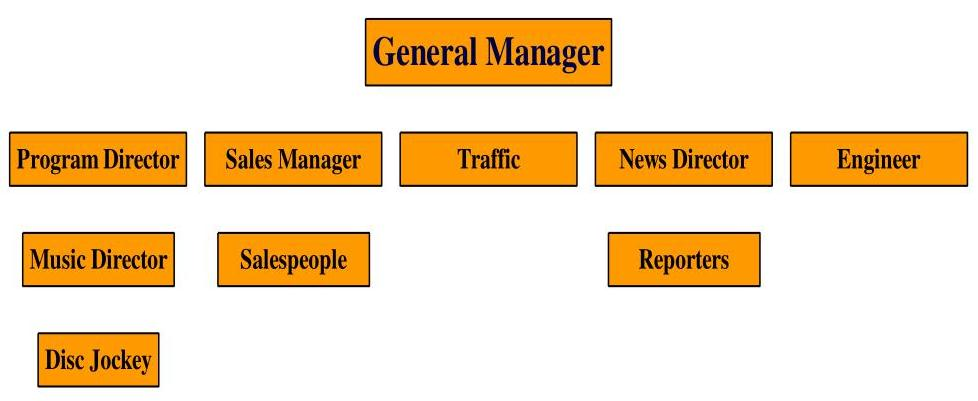 General Manager
Program Director
Sales Manager
Traffic
News Director
Engineer
Music Director
Salespeople
Reporters
Disc Jockey